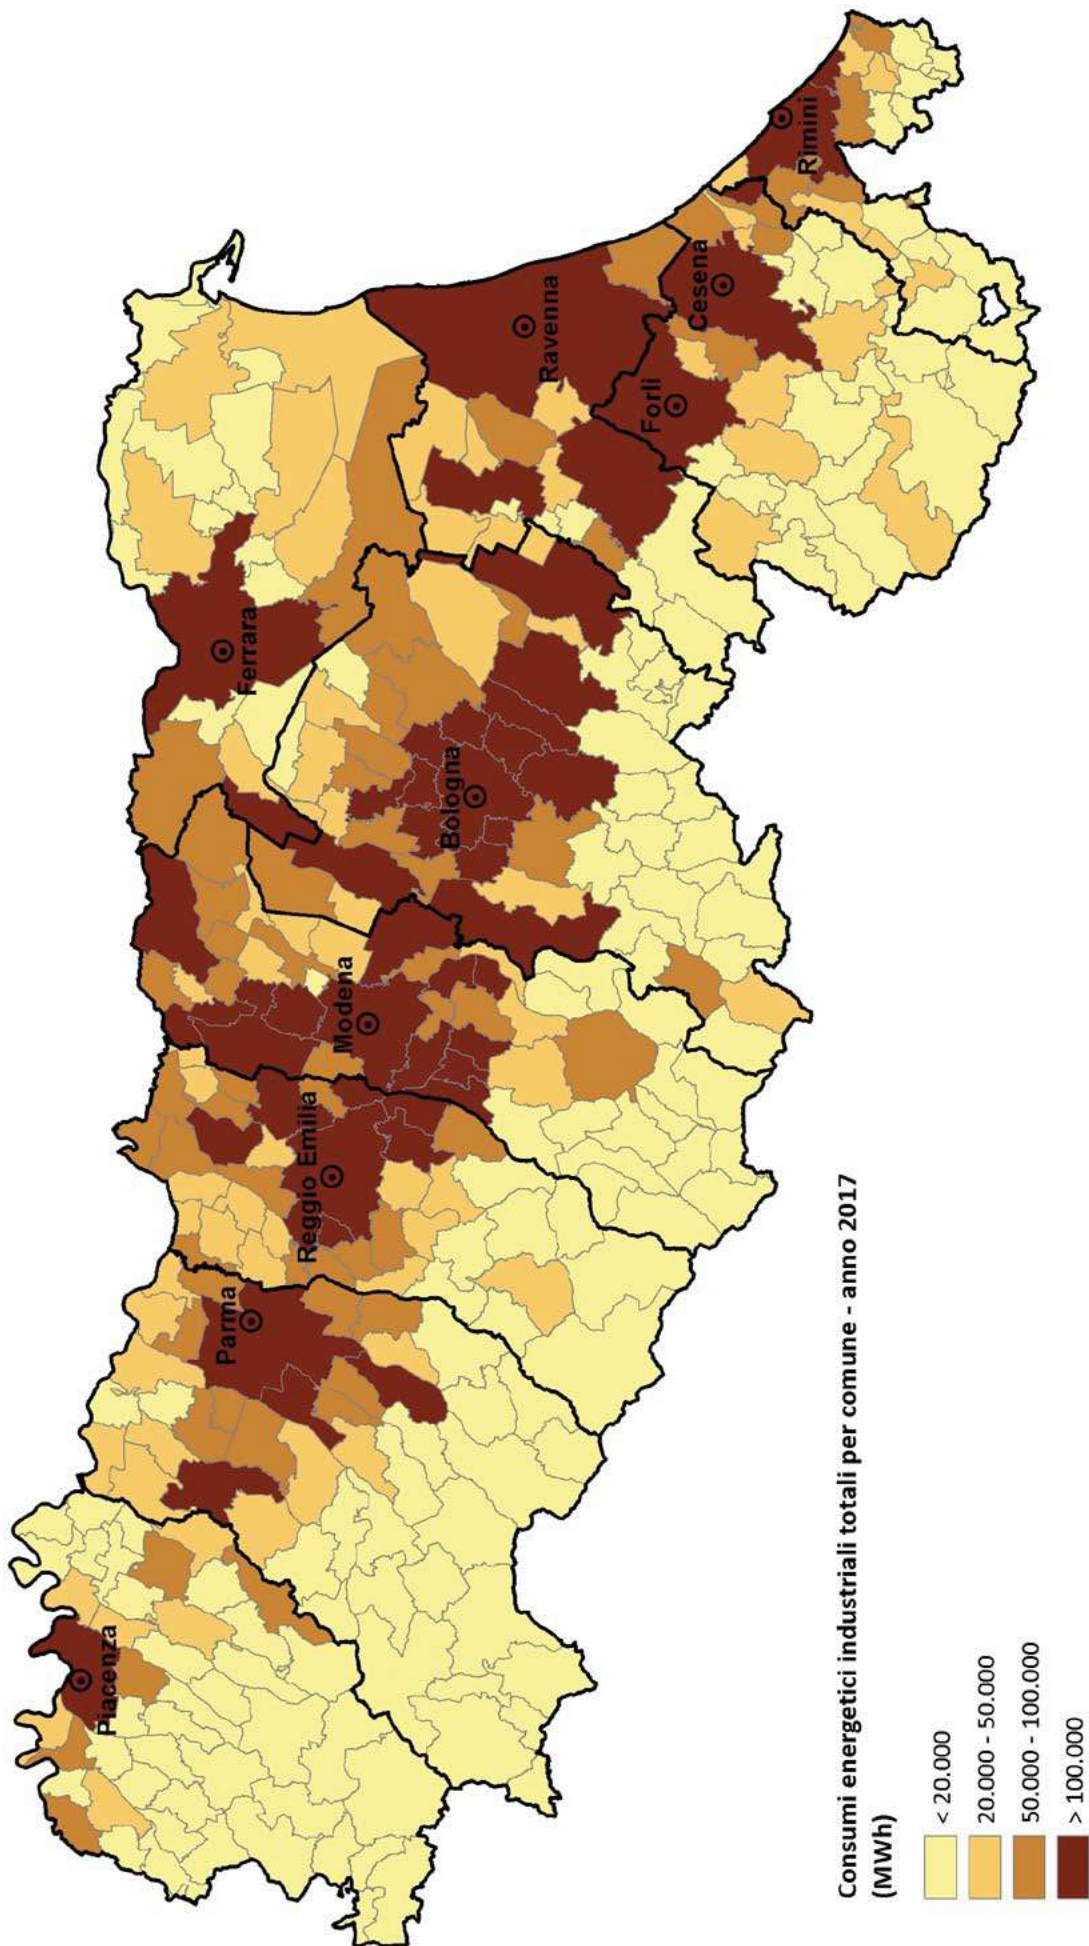 Piacenza
Parma
Reggio Emilia
Modena
Bologna
Ferrara
Ravenna
Forlì
Cesena
Rimini
Consumi energetici industriali totali per comune - anno 2017
(MWh)
< 20.000
20.000 - 50.000
50.000 - 100.000
> 100.000